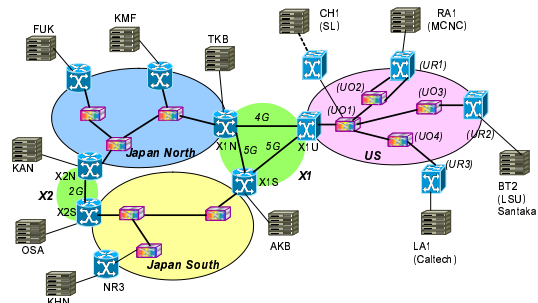 CH1
(SL)
RA1
(MCNC)
KMF
FUK
TKB
(UR1)
(UO2)
(UO3)
(UO1)
4G
(UR2)
(UO4)
Japan North
X1N
X1U
US
5G
5G
(UR3)
KAN
X2N
X1
X2
X1S
BT2
(LSU)
Santaka
2G
X2S
OSA
AKB
LA1
(Caltech)
Japan South
NR3
KHN